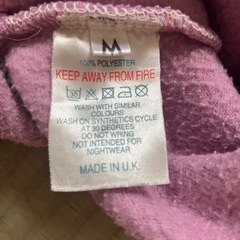 M
100% POLYESTER
KEEP AWAY FROM FIRE
WASH WITH SIMILAR
COLOURS
WASH ON SYNTHETICS CYCLE
AT 30 DEGREES
DO NOT WRING
NOT INTENDED FOR
NIGHTWEAR
MADE IN U.K.